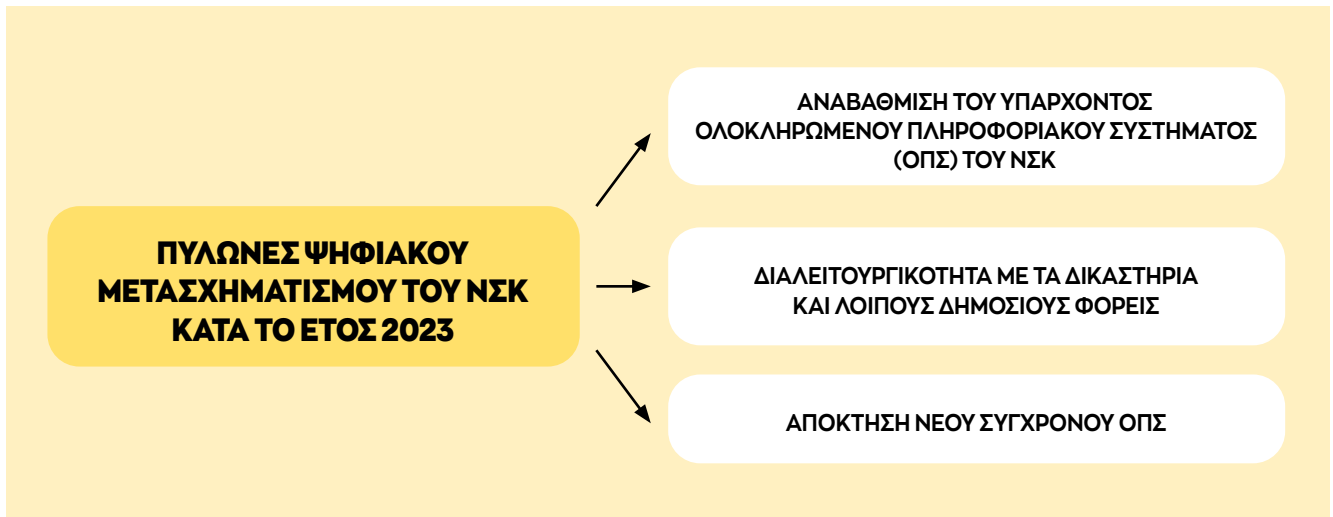 ΠΥΛΩΝΕΣ ΨΗΦΙΑΚΟΥ
ΜΕΤΑΣΧΗΜΑΤΙΣΜΟΥ ΤΟΥ ΝΣΚ
ΚΑΤΑ ΤΟ ΕΤΟΣ 2023
ΑΝΑΒΑΘΜΙΣΗ ΤΟΥ ΥΠΑΡΧΟΝΤΟΣ
ΟΛΟΚΛΗΡΩΜΕΝΟΥ ΠΛΗΡΟΦΟΡΙΑΚΟΥ ΣΥΣΤΗΜΑΤΟΣ
(ΟΠΣ) ΤΟΥ ΝΣΚ
ΔΙΑΛΕΙΤΟΥΡΓΙΚΟΤΗΤΑ ΜΕ ΤΑ ΔΙΚΑΣΤΗΡΙΑ
ΚΑΙ ΛΟΙΠΟΥΣ ΔΗΜΟΣΙΟΥΣ ΦΟΡΕΙΣ
ΑΠΟΚΤΗΣΗ ΝΕΟΥ ΣΥΓΧΡΟΝΟΥ ΟΠΣ